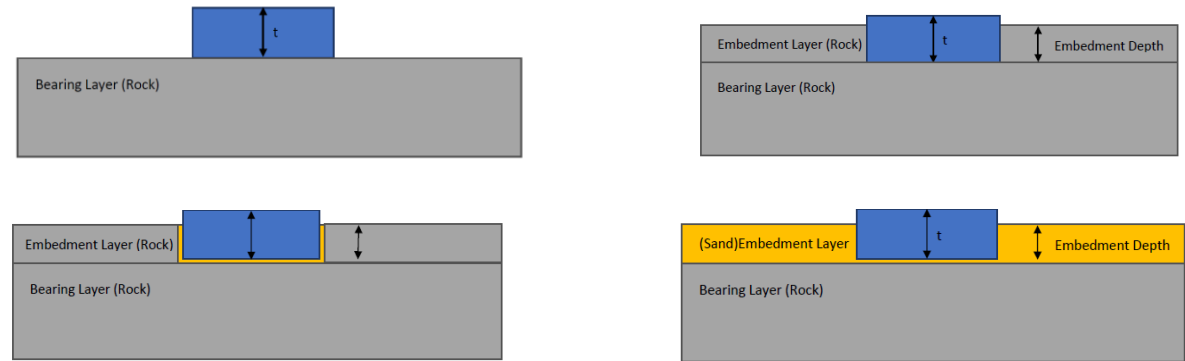 t
Bearing Layer (Rock)
Embedment Layer (Rock)
t
Embedment Depth
Bearing Layer (Rock)
Embedment Layer (Rock)
Bearing Layer (Rock)
(Sand)Embedment Layer
t
Embedment Depth
Bearing Layer (Rock)